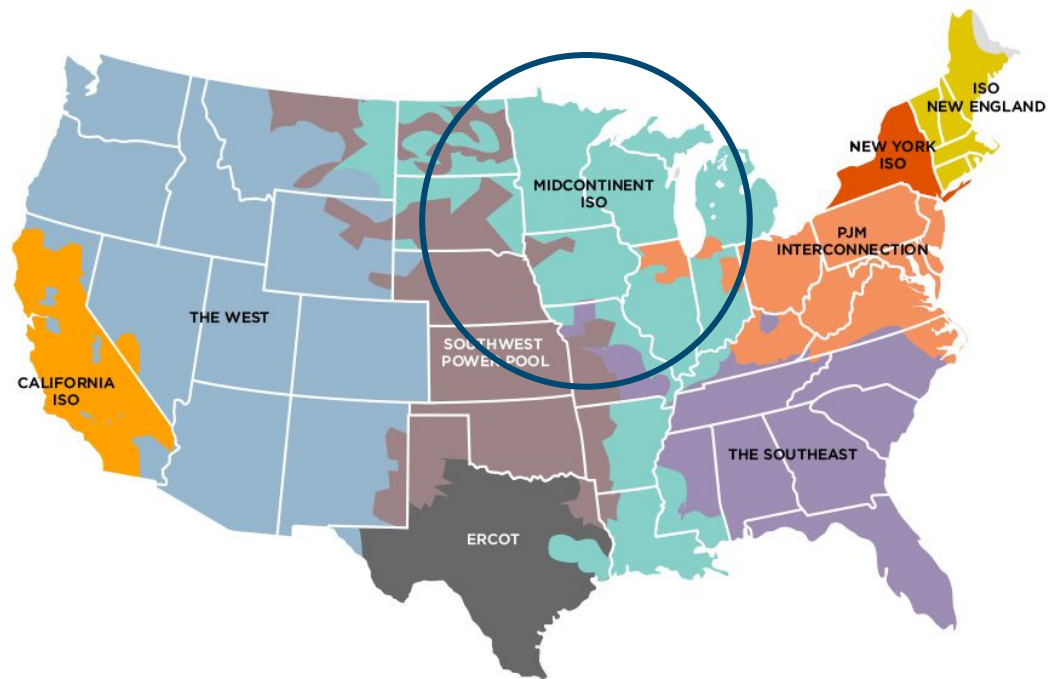 ISO
NEW ENGLAND
NEW YORK
ISO
MIDCONTINENT
ISO
PJM
INTERCONNECTION
THE WEST
SOUTHWEST
POWER POOL
CALIFORNIA
ISO
THE SOUTHEAST
ERCOT